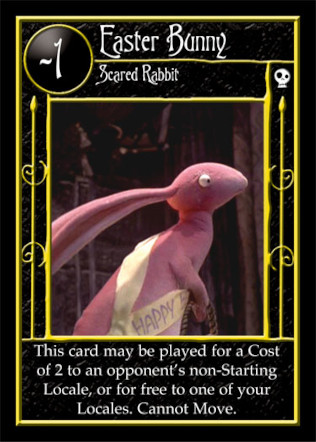 -1
Easter Bunny
Scared Rabbit
HAPPY
This card may be played for a Cost
of 2 to an opponent's non-Starting
Locale, or for free to one of your
Locales. Cannot Move.